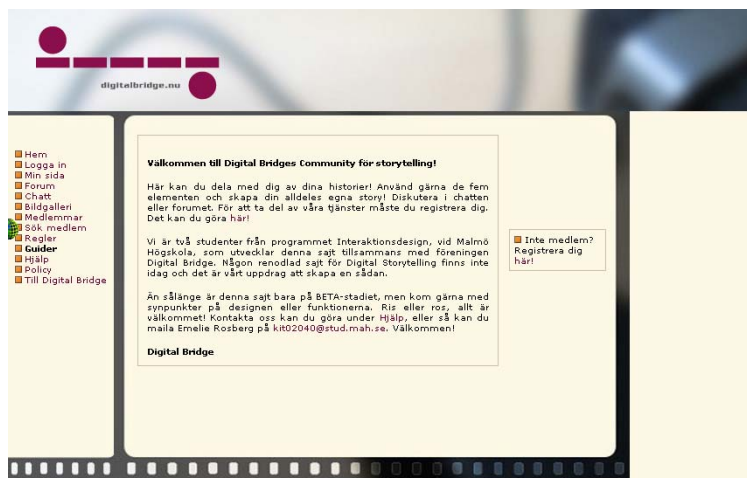 digitalbridge.nu
Hem
Logga in
Min sida
Forum
Chatt
Bildgalleri
Medlemmar
Sök medlem
Regler
Guider
Hjälp
Policy
Till Digital Bridge
Välkommen till Digital Bridges Community för storytelling!
Här kan du dela med dig av dina historier! Använd gärna de fem
elementen och skapa din alldeles egna story! Diskutera i chatten
eller forumet. För att ta del av våra tjänster måste du registrera dig.
Det kan du göra här!
Vi är två studenter från programmet Interaktionsdesign, vid Malmö
Högskola, som utvecklar denna sajt tillsammans med föreningen
Digital Bridge. Någon renodlad sajt för Digital Storytelling finns inte
idag och det är vårt uppdrag att skapa en sådan.
Än sålänge är denna sajt bara på BETA-stadiet, men kom gärna med
synpunkter på designen eller funktionerna. Ris eller ros, allt är
välkommet! Kontakta oss kan du göra under Hjälp, eller så kan du
maila Emelie Rosberg på kit02040@stud.mah.se. Välkommen!
Digital Bridge
Inte medlem?
Registrera dig
här!